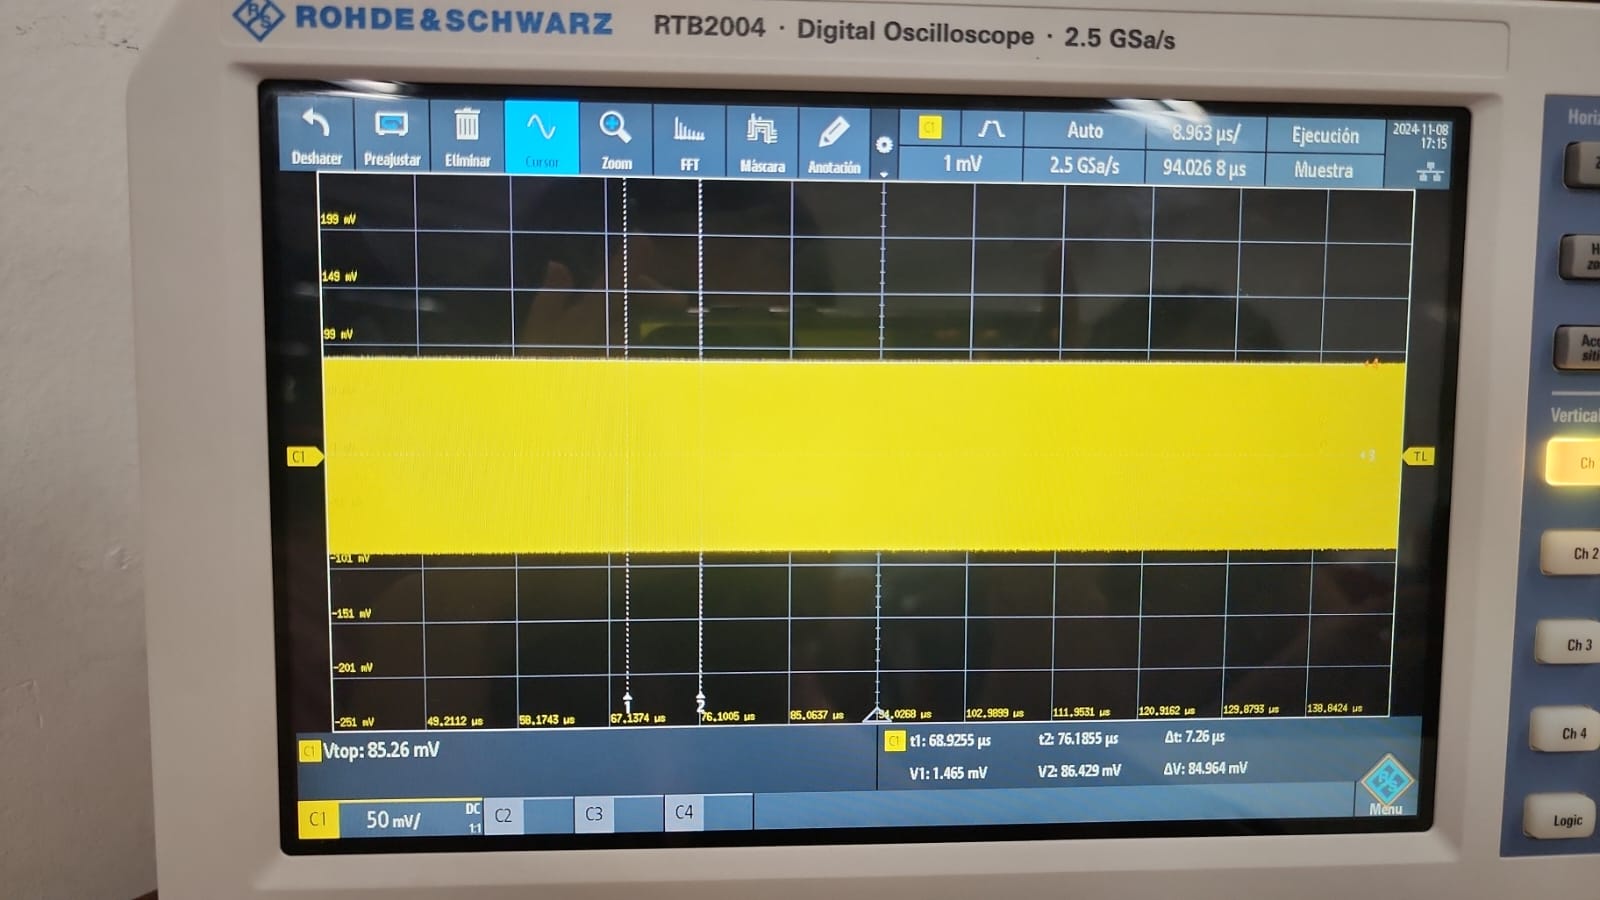 ROHDE&SCHWARZ RTB2004 · Digital Oscilloscope · 2.5 GSa/s
Deshacer Preajustar Eliminar Cursor Zoom FFT Máscara Anotación
C1 Auto 8.963 µs/ Ejecución 2024-11-08
17:15
1 mV 2.5 GSa/s 94.026 8 µs Muestra
199 mV
149 mV
99 mV
C1 TL
-101 mV
-151 mV
-201 mV
1 2
-251 mV 49.2112 µs 58.1743 µs 67.1374 µs 76.1005 µs 85.0637 µs 94.0268 µs 102.9899 µs 111.9531 µs 120.9162 µs 129.8793 µs 138.8424 µs
C1 Vtop: 85.26 mV
C1 t1: 68.9255 µs t2: 76.1855 µs Δt: 7.26 µs
V1: 1.465 mV V2: 86.429 mV ΔV: 84.964 mV
C1 50 mV/ DC
1:1
C2 C3 C4
Menu
Vertical
Ch
Ch 2
Ch 3
Ch 4
Logic